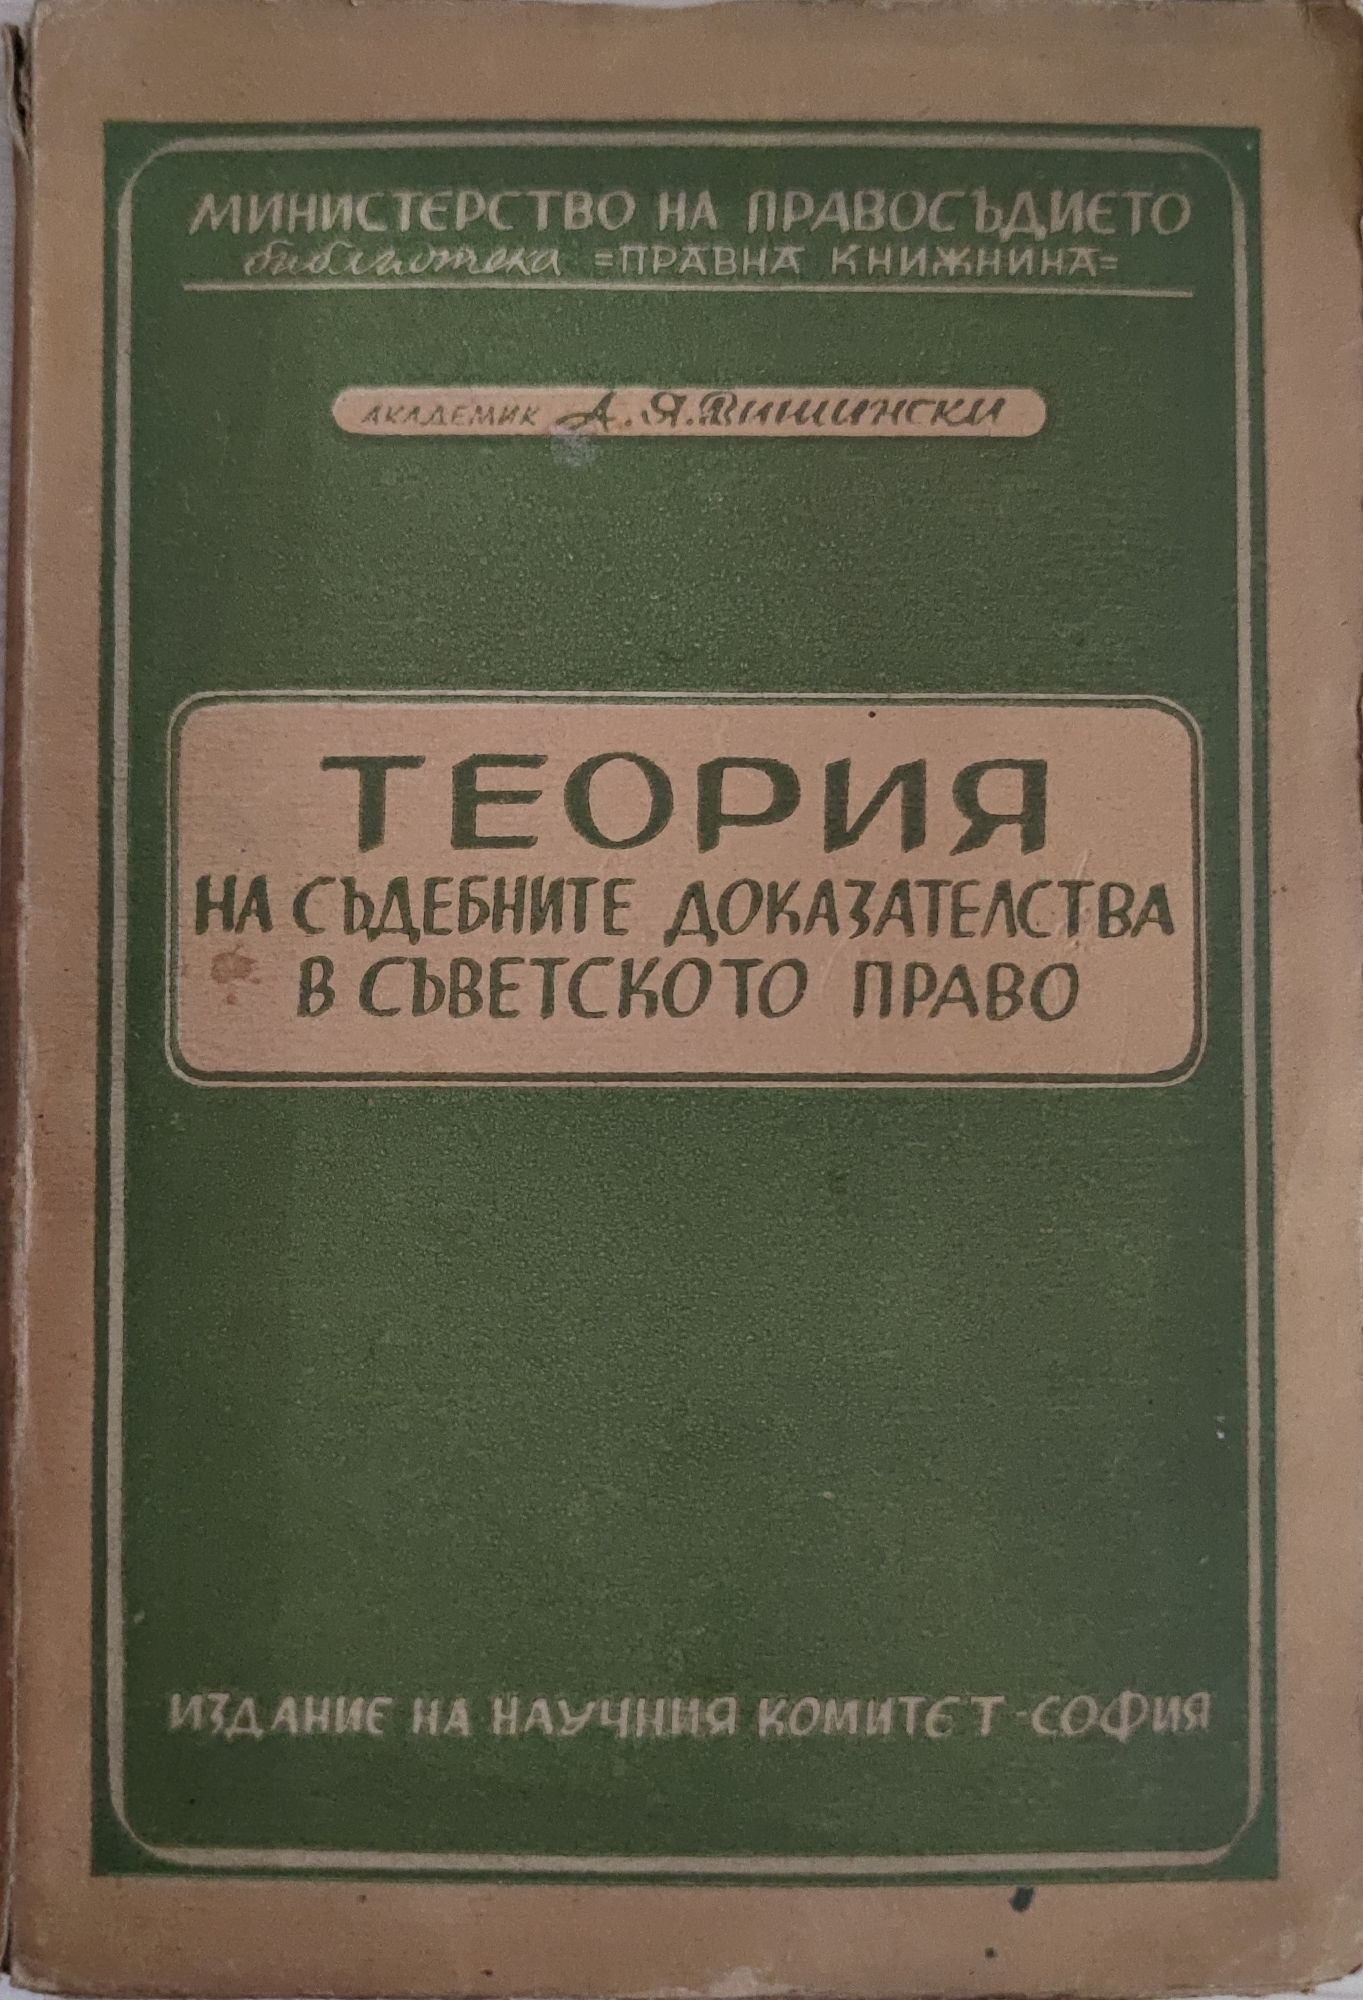 МИНИСТЕРСТВО НА ПРАВОСЪДИЕТО
библиотека =ПРАВНА КНИЖНИНА=
АКАДЕМИК А. Я. Вишински
ТЕОРИЯ
НА СЪДЕБНИТЕ ДОКАЗАТЕЛСТВА
В СЪВЕТСКОТО ПРАВО
ИЗДАНИЕ НА НАУЧНИЯ КОМИТЕТ-СОФИЯ